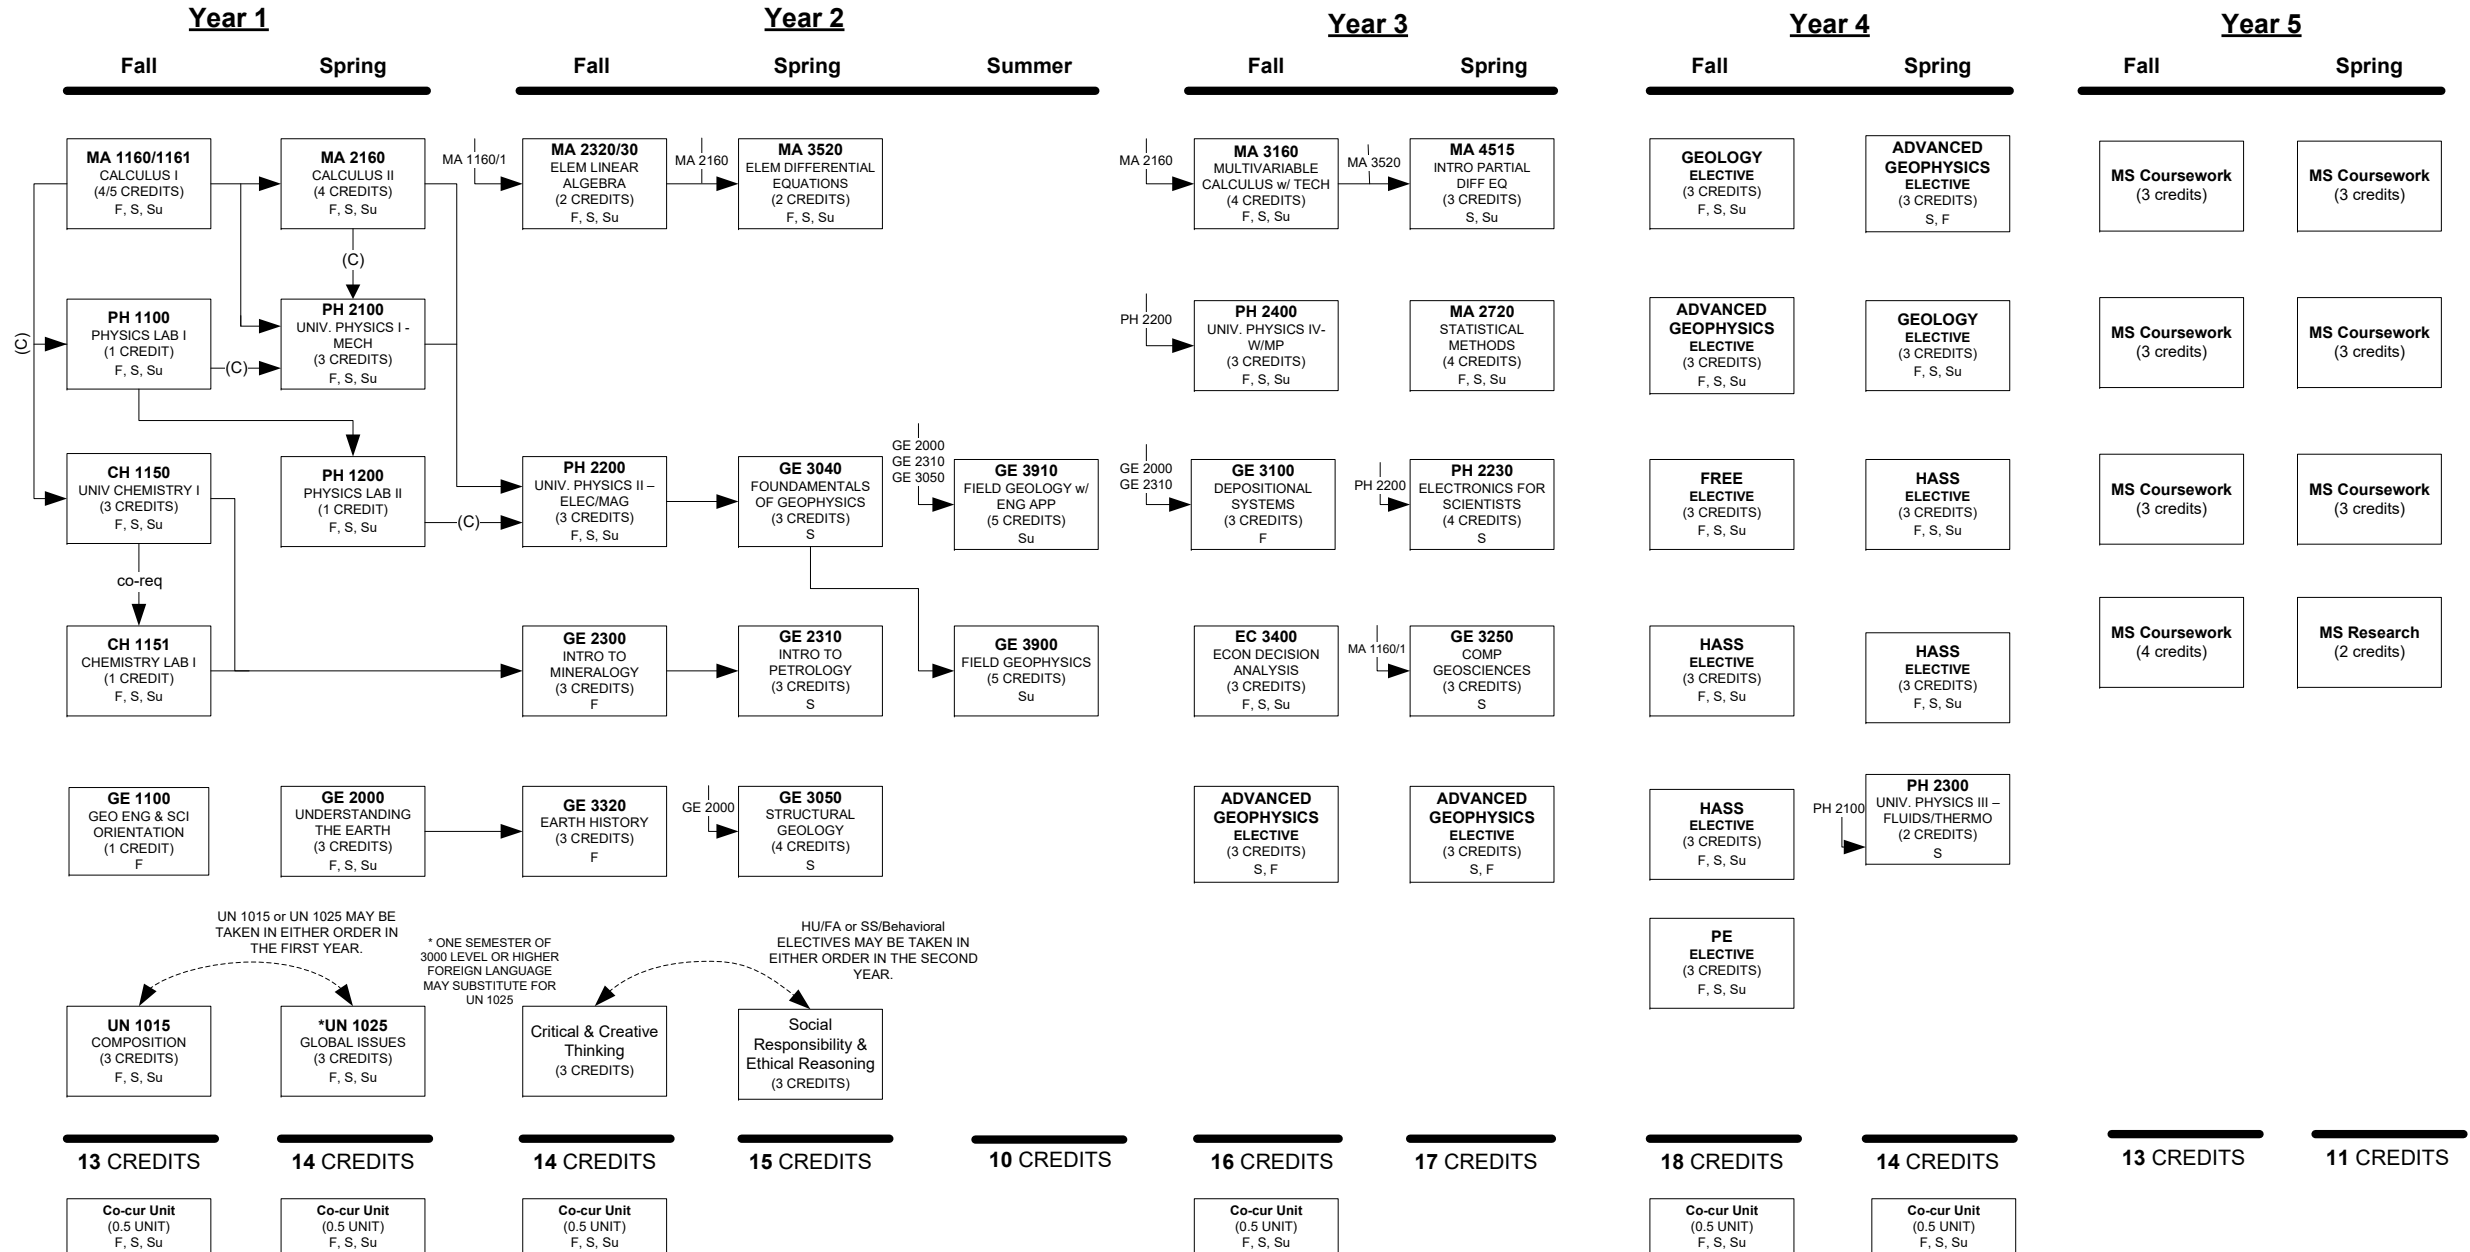 Year 1
Year 2
Year 3
Year 4
Year 5
Fall
Spring
Fall
Spring
Summer
Fall
Spring
Fall
Spring
Fall
Spring
MA 1160/1161
CALCULUS I
(4/5 CREDITS)
F, S, Su
MA 2160
CALCULUS II
(4 CREDITS)
F, S, Su
MA 1160/1
MA 2320/30
ELEM LINEAR
ALGEBRA
(2 CREDITS)
F, S, Su
MA 2160
MA 3520
ELEM DIFFERENTIAL
EQUATIONS
(2 CREDITS)
F, S, Su
MA 2160
MA 3160
MULTIVARIABLE
CALCULUS w/ TECH
(4 CREDITS)
F, S, Su
MA 3520
MA 4515
INTRO PARTIAL
DIFF EQ
(3 CREDITS)
S, Su
GEOLOGY
ELECTIVE
(3 CREDITS)
F, S, Su
ADVANCED
GEOPHYSICS
ELECTIVE
(3 CREDITS)
S, F
MS Coursework
(3 credits)
MS Coursework
(3 credits)
(C)
(C)
PH 1100
PHYSICS LAB I
(1 CREDIT)
F, S, Su
(C)
PH 2100
UNIV. PHYSICS I -
MECH
(3 CREDITS)
F, S, Su
PH 2200
PH 2400
UNIV. PHYSICS IV-
W/MP
(3 CREDITS)
F, S, Su
MA 2720
STATISTICAL
METHODS
(4 CREDITS)
F, S, Su
ADVANCED
GEOPHYSICS
ELECTIVE
(3 CREDITS)
F, S, Su
GEOLOGY
ELECTIVE
(3 CREDITS)
F, S, Su
MS Coursework
(3 credits)
MS Coursework
(3 credits)
CH 1150
UNIV CHEMISTRY I
(3 CREDITS)
F, S, Su
PH 1200
PHYSICS LAB II
(1 CREDIT)
F, S, Su
(C)
PH 2200
UNIV. PHYSICS II –
ELEC/MAG
(3 CREDITS)
F, S, Su
GE 3040
FOUNDAMENTALS
OF GEOPHYSICS
(3 CREDITS)
S
GE 2000
GE 2310
GE 3050
GE 3910
FIELD GEOLOGY w/
ENG APP
(5 CREDITS)
Su
GE 2000
GE 2310
GE 3100
DEPOSITIONAL
SYSTEMS
(3 CREDITS)
F
PH 2200
PH 2230
ELECTRONICS FOR
SCIENTISTS
(4 CREDITS)
S
FREE
ELECTIVE
(3 CREDITS)
F, S, Su
HASS
ELECTIVE
(3 CREDITS)
F, S, Su
MS Coursework
(3 credits)
MS Coursework
(3 credits)
co-req
CH 1151
CHEMISTRY LAB I
(1 CREDIT)
F, S, Su
GE 2300
INTRO TO
MINERALOGY
(3 CREDITS)
F
GE 2310
INTRO TO
PETROLOGY
(3 CREDITS)
S
GE 3900
FIELD GEOPHYSICS
(5 CREDITS)
Su
EC 3400
ECON DECISION
ANALYSIS
(3 CREDITS)
F, S, Su
MA 1160/1
GE 3250
COMP
GEOSCIENCES
(3 CREDITS)
S
HASS
ELECTIVE
(3 CREDITS)
F, S, Su
HASS
ELECTIVE
(3 CREDITS)
F, S, Su
MS Coursework
(4 credits)
MS Research
(2 credits)
GE 1100
GEO ENG & SCI
ORIENTATION
(1 CREDIT)
F
GE 2000
UNDERSTANDING
THE EARTH
(3 CREDITS)
F, S, Su
GE 3320
EARTH HISTORY
(3 CREDITS)
F
GE 2000
GE 3050
STRUCTURAL
GEOLOGY
(4 CREDITS)
S
ADVANCED
GEOPHYSICS
ELECTIVE
(3 CREDITS)
S, F
ADVANCED
GEOPHYSICS
ELECTIVE
(3 CREDITS)
S, F
HASS
ELECTIVE
(3 CREDITS)
F, S, Su
PH 2100
PH 2300
UNIV. PHYSICS III –
FLUIDS/THERMO
(2 CREDITS)
S
UN 1015 or UN 1025 MAY BE
TAKEN IN EITHER ORDER IN
THE FIRST YEAR.
* ONE SEMESTER OF
3000 LEVEL OR HIGHER
FOREIGN LANGUAGE
MAY SUBSTITUTE FOR
UN 1025
HU/FA or SS/Behavioral
ELECTIVES MAY BE TAKEN IN
EITHER ORDER IN THE SECOND
YEAR.
PE
ELECTIVE
(3 CREDITS)
F, S, Su
UN 1015
COMPOSITION
(3 CREDITS)
F, S, Su
*UN 1025
GLOBAL ISSUES
(3 CREDITS)
F, S, Su
Critical & Creative
Thinking
(3 CREDITS)
Social
Responsibility &
Ethical Reasoning
(3 CREDITS)
13 CREDITS
14 CREDITS
14 CREDITS
15 CREDITS
10 CREDITS
16 CREDITS
17 CREDITS
18 CREDITS
14 CREDITS
13 CREDITS
11 CREDITS
Co-cur Unit
(0.5 UNIT)
F, S, Su
Co-cur Unit
(0.5 UNIT)
F, S, Su
Co-cur Unit
(0.5 UNIT)
F, S, Su
Co-cur Unit
(0.5 UNIT)
F, S, Su
Co-cur Unit
(0.5 UNIT)
F, S, Su
Co-cur Unit
(0.5 UNIT)
F, S, Su